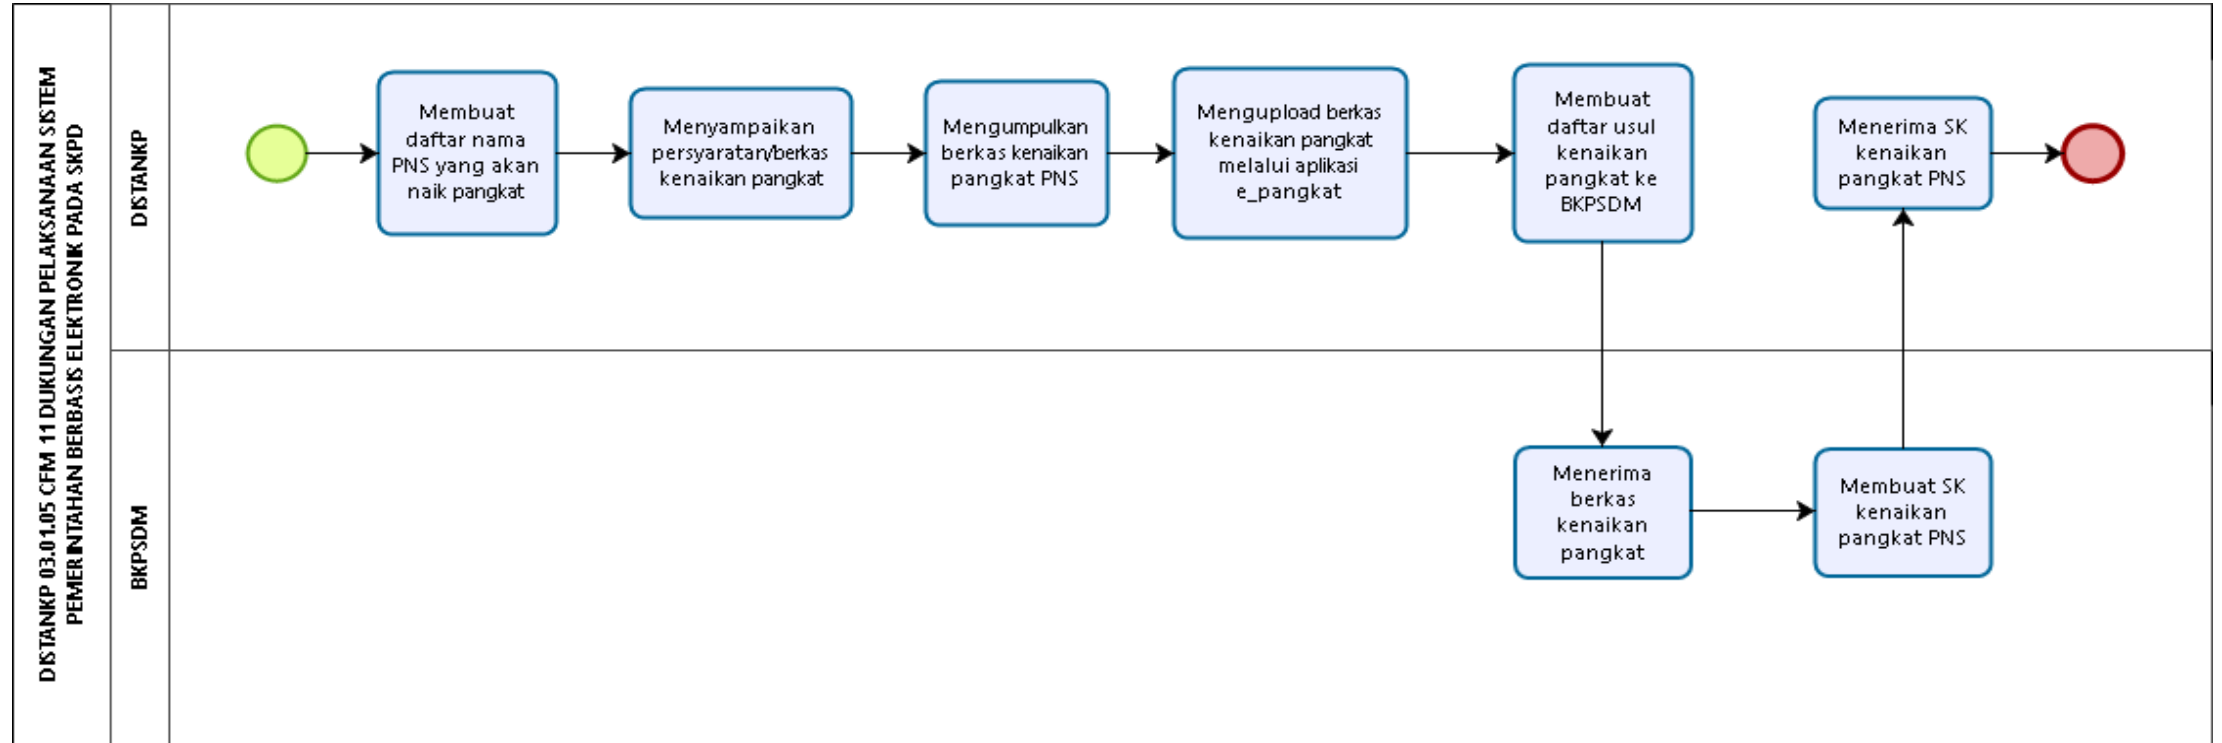 DISTANKP 03.01.05 CFM 11 DUKUNGAN PELAKSANAAN SISTEM
PEMERINTAHAN BERBASIS ELEKTRONIK PADA SKPD
DISTANKP
Membuat
daftar nama
PNS yang akan
naik pangkat
Menyampaikan
persyaratan/berkas
kenaikan pangkat
Mengumpulkan
berkas kenaikan
pangkat PNS
Mengupload berkas
kenaikan pangkat
melalui aplikasi
e_pangkat
Membuat
daftar usul
kenaikan
pangkat ke
BKPSDM
Menerima SK
kenaikan
pangkat PNS
BKPSDM
Menerima
berkas
kenaikan
pangkat
Membuat SK
kenaikan
pangkat PNS